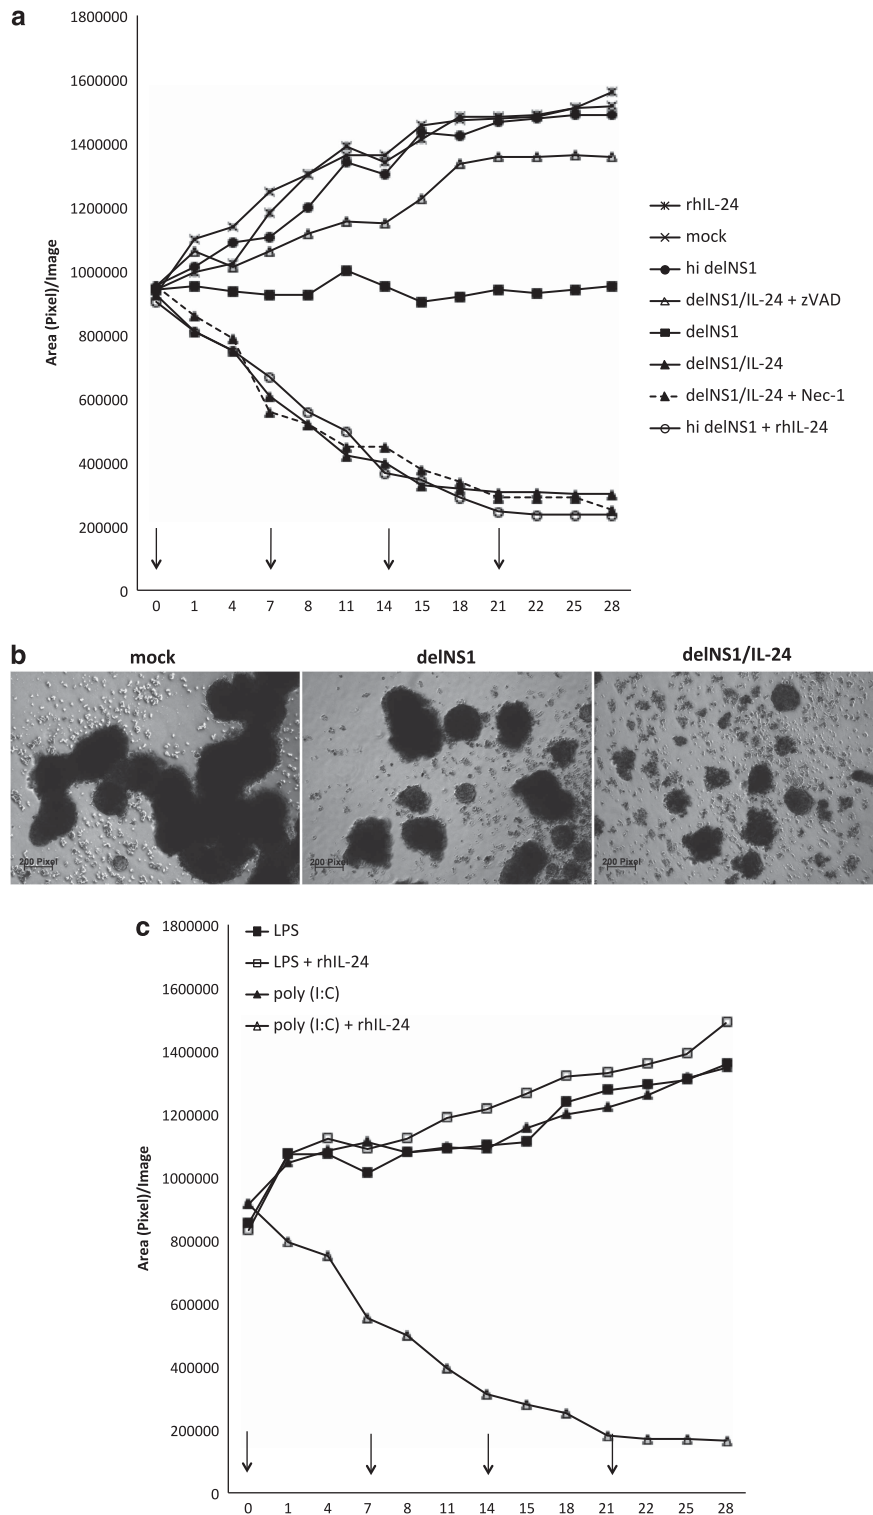 a
1800000
1600000
1400000
1200000
1000000
800000
600000
400000
200000
0
Area (Pixel)/Image
0 1 4 7 8 11 14 15 18 21 22 25 28
rhIL-24
mock
hi delNS1
delNS1/IL-24 + zVAD
delNS1
delNS1/IL-24
delNS1/IL-24 + Nec-1
hi delNS1 + rhIL-24
b
mock delNS1 delNS1/IL-24
200 Pixel 200 Pixel 200 Pixel
c
1800000
1600000
1400000
1200000
1000000
800000
600000
400000
200000
0
Area (Pixel)/Image
LPS
LPS + rhIL-24
poly (I:C)
poly (I:C) + rhIL-24
0 1 4 7 8 11 14 15 18 21 22 25 28